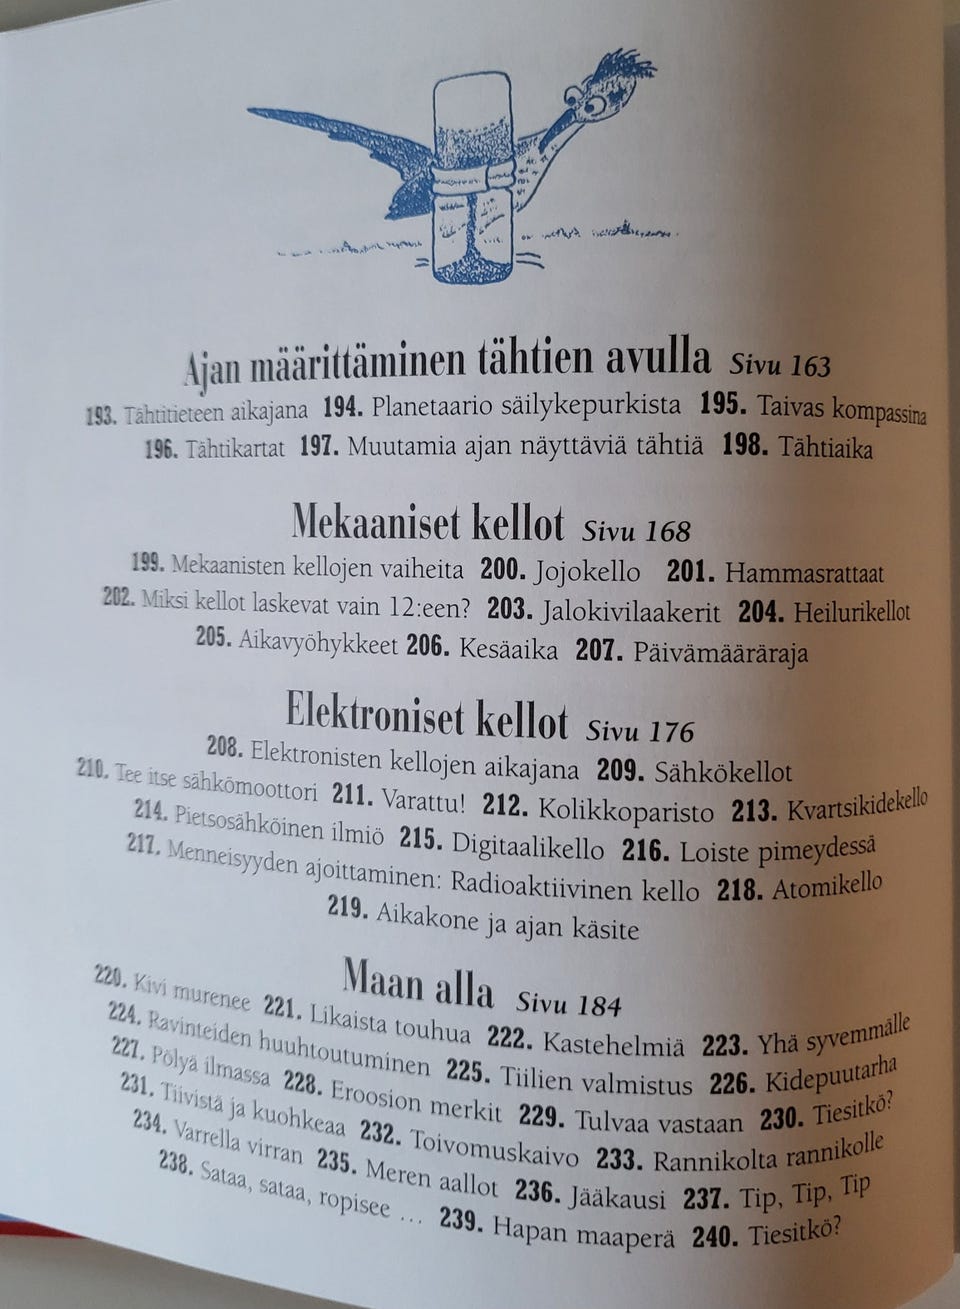 Ajan määrittäminen tähtien avulla Sivu 163
193. Tähtitieteen aikajana 194. Planetaario säilykepurkista 195. Taivas kompassina
196. Tähtikartat 197. Muutamia ajan näyttäviä tähtiä 198. Tähtiaika
Mekaaniset kellot Sivu 168
199. Mekaanisten kellojen vaiheita 200. Jojokello 201. Hammasrattaat
202. Miksi kellot laskevat vain 12:een? 203. Jalokivilaakerit 204. Heilurikellot
205. Aikavyöhykkeet 206. Kesäaika 207. Päivämääräraja
Elektroniset kellot Sivu 176
208. Elektronisten kellojen aikajana 209. Sähkökellot
210. Tee itse sähkömoottori 211. Varattu! 212. Kolikkoparisto 213. Kvartsikidekello
214. Pietsosähköinen ilmiö 215. Digitaalikello 216. Loiste pimeydessä
217. Menneisyyden ajoittaminen: Radioaktiivinen kello 218. Atomikello
219. Aikakone ja ajan käsite
Maan alla Sivu 184
220. Kivi murenee 221. Likaista touhua 222. Kastehelmiä 223. Yhä syvemmälle
224. Ravinteiden huuhtoutuminen 225. Tiilien valmistus 226. Kidepuutarha
227. Pölyä ilmassa 228. Eroosion merkit 229. Tulvaa vastaan 230. Tiesitkö?
231. Tiivistä ja kuohkeaa 232. Toivomuskaivo 233. Rannikolta rannikolle
234. Varrella virran 235. Meren aallot 236. Jääkausi 237. Tip, Tip, Tip
238. Sataa, sataa, ropisee ... 239. Hapan maaperä 240. Tiesitkö?